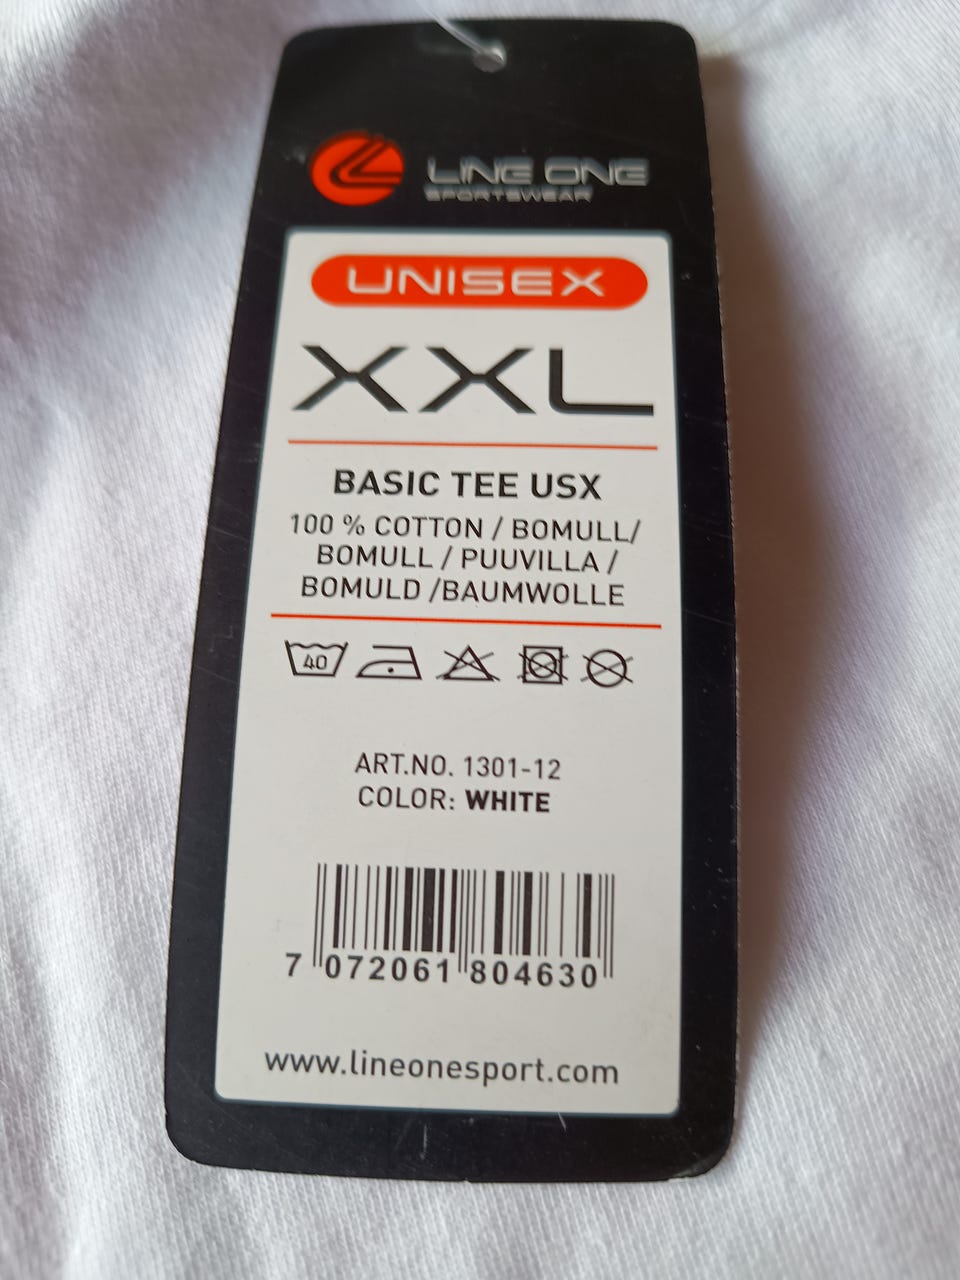 LINE ONE
SPORTSWEAR
UNISEX
XXL
BASIC TEE USX
100 % COTTON / BOMULL/
BOMULL / PUUVILLA /
BOMULD /BAUMWOLLE
40
ART.NO. 1301-12
COLOR: WHITE
7 072061 804630
www.lineonesport.com